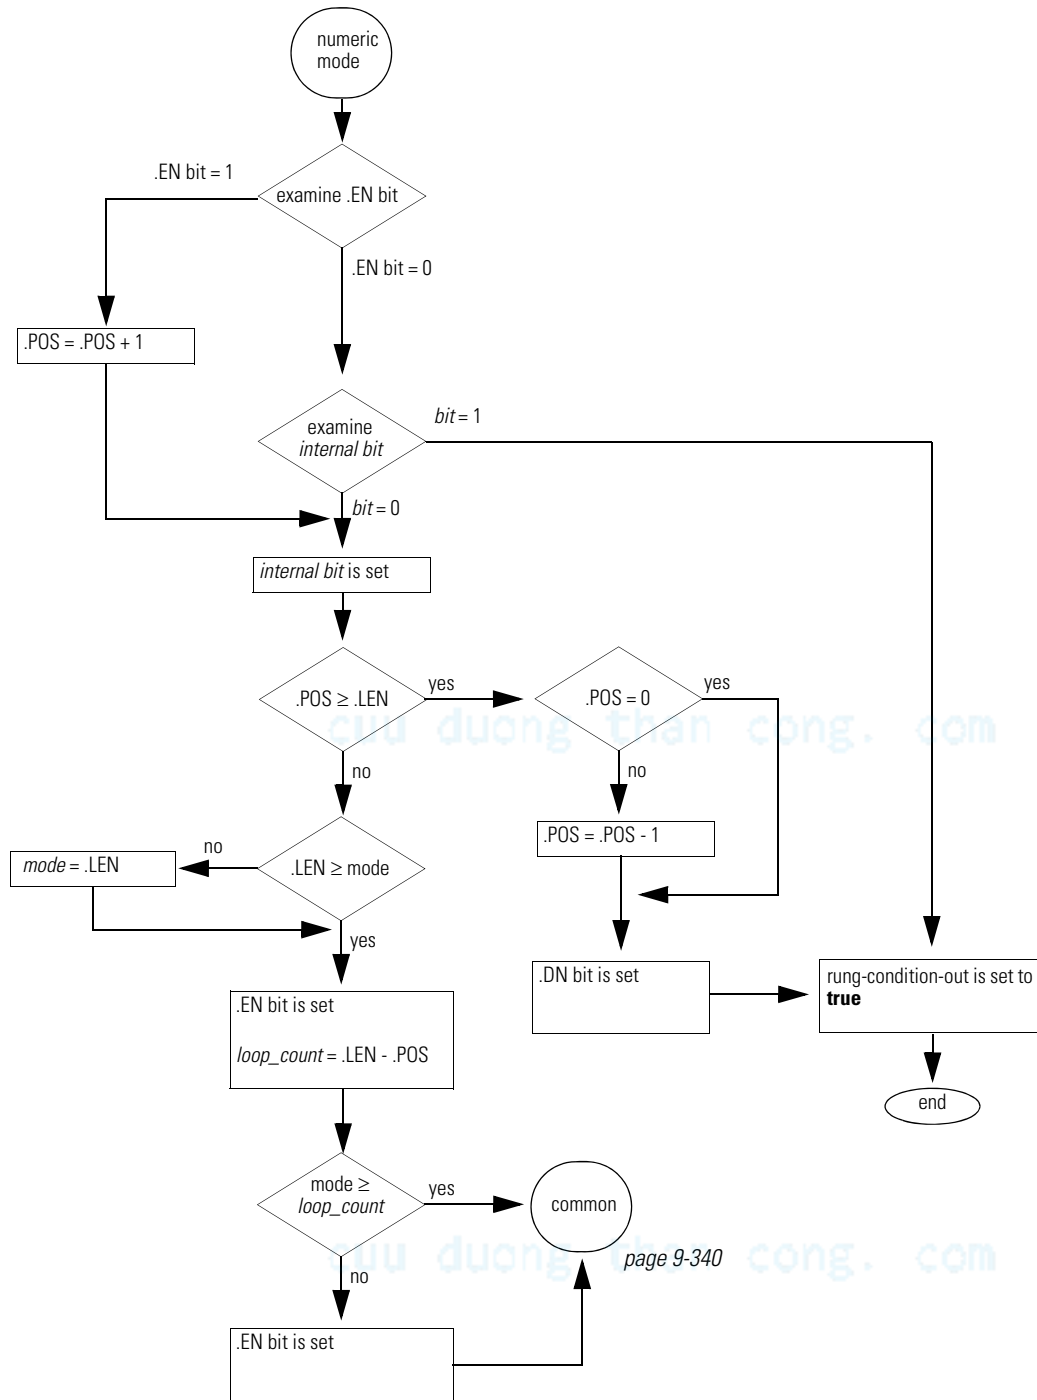 numeric
mode
.EN bit = 1
examine .EN bit
.EN bit = 0
.POS = .POS + 1
examine
internal bit
bit = 1
bit = 0
internal bit is set
.POS ≥ .LEN
yes
.POS = 0
yes
cuu duong than cong. com
no
no
.POS = .POS - 1
mode = .LEN
no
.LEN ≥ mode
yes
.DN bit is set
rung-condition-out is set to
true
.EN bit is set
loop_count = .LEN - .POS
end
mode ≥
loop_count
yes
common
page 9-340
cuu duong than cong. com
no
.EN bit is set